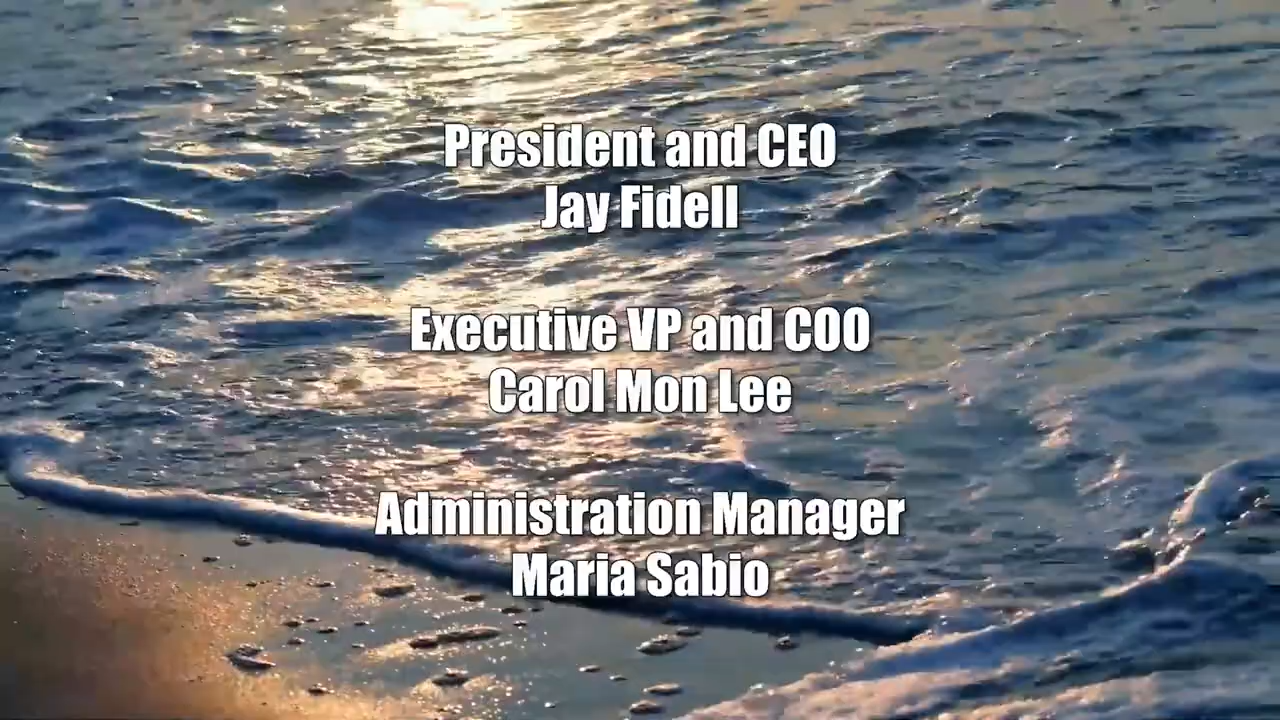 President and CEO
Jay Fidell
Executive VP and COO
Carol Mon Lee
Administration Manager
Maria Sabio